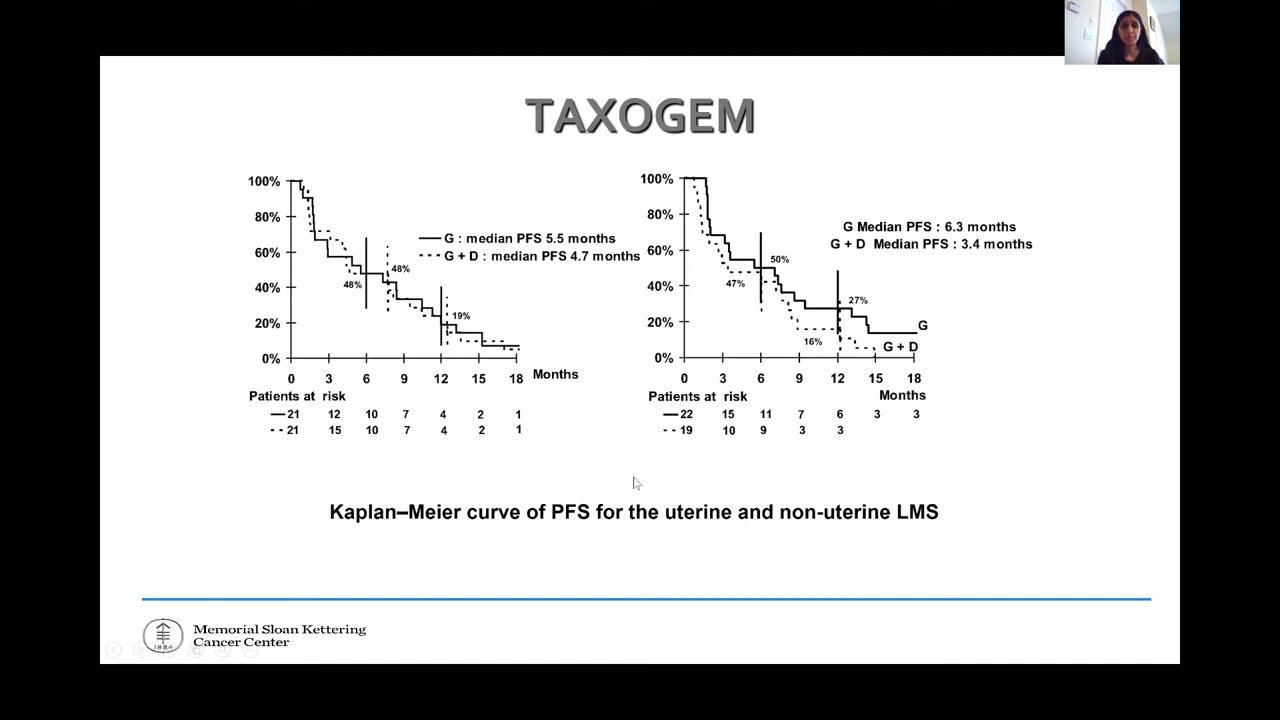 TAXOGEM
100%
80%
60%
40%
20%
0%
G : median PFS 5.5 months
G + D : median PFS 4.7 months
48%
48%
19%
0 3 6 9 12 15 18 Months
Patients at risk
21 12 10 7 4 2 1
21 15 10 7 4 2 1
100%
80%
60%
40%
20%
0%
G Median PFS : 6.3 months
G + D Median PFS : 3.4 months
50%
47%
27%
16%
G
G + D
0 3 6 9 12 15 18
Patients at risk Months
22 15 11 7 6 3 3
19 10 9 3 3
Kaplan–Meier curve of PFS for the uterine and non-uterine LMS
1884
Memorial Sloan Kettering
Cancer Center